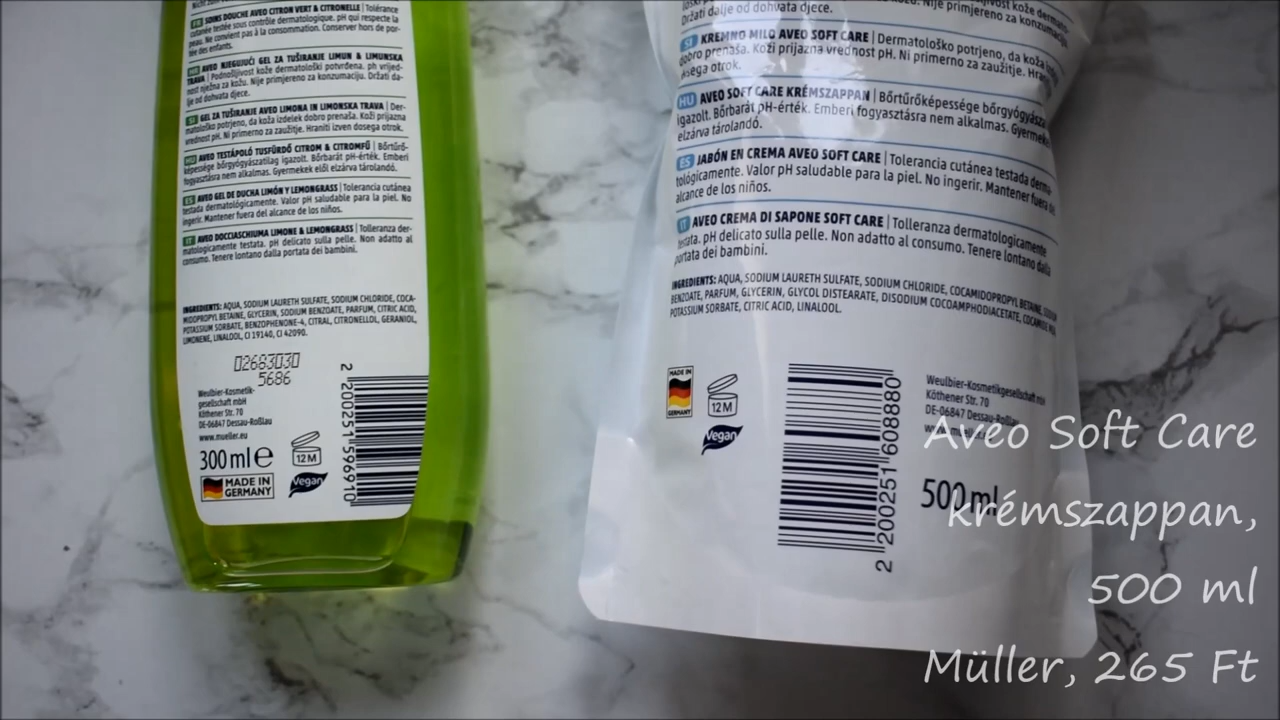 FR SOINS DOUCHE AVEO CITRON VERT & CITRONELLE | Tolérance
cutanée testée sous contrôle dermatologique. pH qui respecte la
peau. Ne convient pas à la consommation. Conserver hors de por-
tée des enfants.
AVEO NJEGUJUĆI GEL ZA TUŠIRANJE LIMUN & LIMUNSKA
TRAVA | Podnošljivost kože dermatološki potvrđena. ph vrijed-
nost nježna za kožu. Nije primjereno za konzumaciju. Držati da-
lje od dohvata djece.
SI GEL ZA TUŠIRANJE AVEO LIMONA IN LIMONSKA TRAVA | Der-
matološko potrjeno, da koža izdelek dobro prenaša. Koži prijazna
vrednost pH. Ni primerno za zaužitje. Hraniti izven dosega otrok.
HU AVEO TESTÁPOLÓ TUSFÜRDŐ CITROM & CITROMFŰ | Bőrtűrő-
képessége bőrgyógyászatilag igazolt. Bőrbarát pH-érték. Emberi
fogyasztásra nem alkalmas. Gyermekek elől elzárva tárolandó.
ES AVEO GEL DE DUCHA LIMÓN Y LEMONGRASS | Tolerancia cutánea
testada dermatológicamente. Valor pH saludable para la piel. No
ingerir. Mantener fuera del alcance de los niños.
IT AVEO DOCCIASCHIUMA LIMONE & LEMONGRASS | Tolleranza der-
matologicamente testata. pH delicato sulla pelle. Non adatto al
consumo. Tenere lontano dalla portata dei bambini.
INGREDIENTS: AQUA, SODIUM LAURETH SULFATE, SODIUM CHLORIDE, COCA-
MIDOPROPYL BETAINE, GLYCERIN, SODIUM BENZOATE, PARFUM, CITRIC ACID,
POTASSIUM SORBATE, BENZOPHENONE-4, CITRAL, CITRONELLOL, GERANIOL,
LIMONENE, LINALOOL, CI 19140, CI 42090.
02683030
5686
Weulbier-Kosmetik-
gesellschaft mbH
Köthener Str. 70
DE-06847 Dessau-Roßlau
www.mueller.eu
300 ml e
12 M
MADE IN
GERMANY
Vegan
2 200251 596910
Držati dalje od dohvata djece.
SI KREMNO MILO AVEO SOFT CARE | Dermatološko potrjeno, da koža
dobro prenaša. Koži prijazna vrednost pH. Ni primerno za zaužitje.
dosega otrok.
HU AVEO SOFT CARE KRÉMSZAPPAN | Bőrtűrőképessége bőrgyógyásza
igazolt. Bőrbarát pH-érték. Emberi fogyasztásra nem alkalmas. Gyermeke
elzárva tárolandó.
ES JABÓN EN CREMA AVEO SOFT CARE | Tolerancia cutánea testada derma
tológicamente. Valor pH saludable para la piel. No ingerir. Mantener fuera del
alcance de los niños.
IT AVEO CREMA DI SAPONE SOFT CARE | Tolleranza dermatologicamente
testata. pH delicato sulla pelle. Non adatto al consumo. Tenere lontano dalla
portata dei bambini.
INGREDIENTS: AQUA, SODIUM LAURETH SULFATE, SODIUM CHLORIDE, COCAMIDOPROPYL BETAINE, SODIUM
BENZOATE, PARFUM, GLYCERIN, GLYCOL DISTEARATE, DISODIUM COCOAMPHODIACETATE, COCAMIDE
POTASSIUM SORBATE, CITRIC ACID, LINALOOL.
MADE IN
GERMANY
12 M
Vegan
2 200251 608880
Weulbier-Kosmetikgesellschaft mbH
Köthener Str. 70
DE-06847 Dessau-Roßlau
500 ml
Aveo Soft Care
krémszappan,
500 ml
Müller, 265 Ft